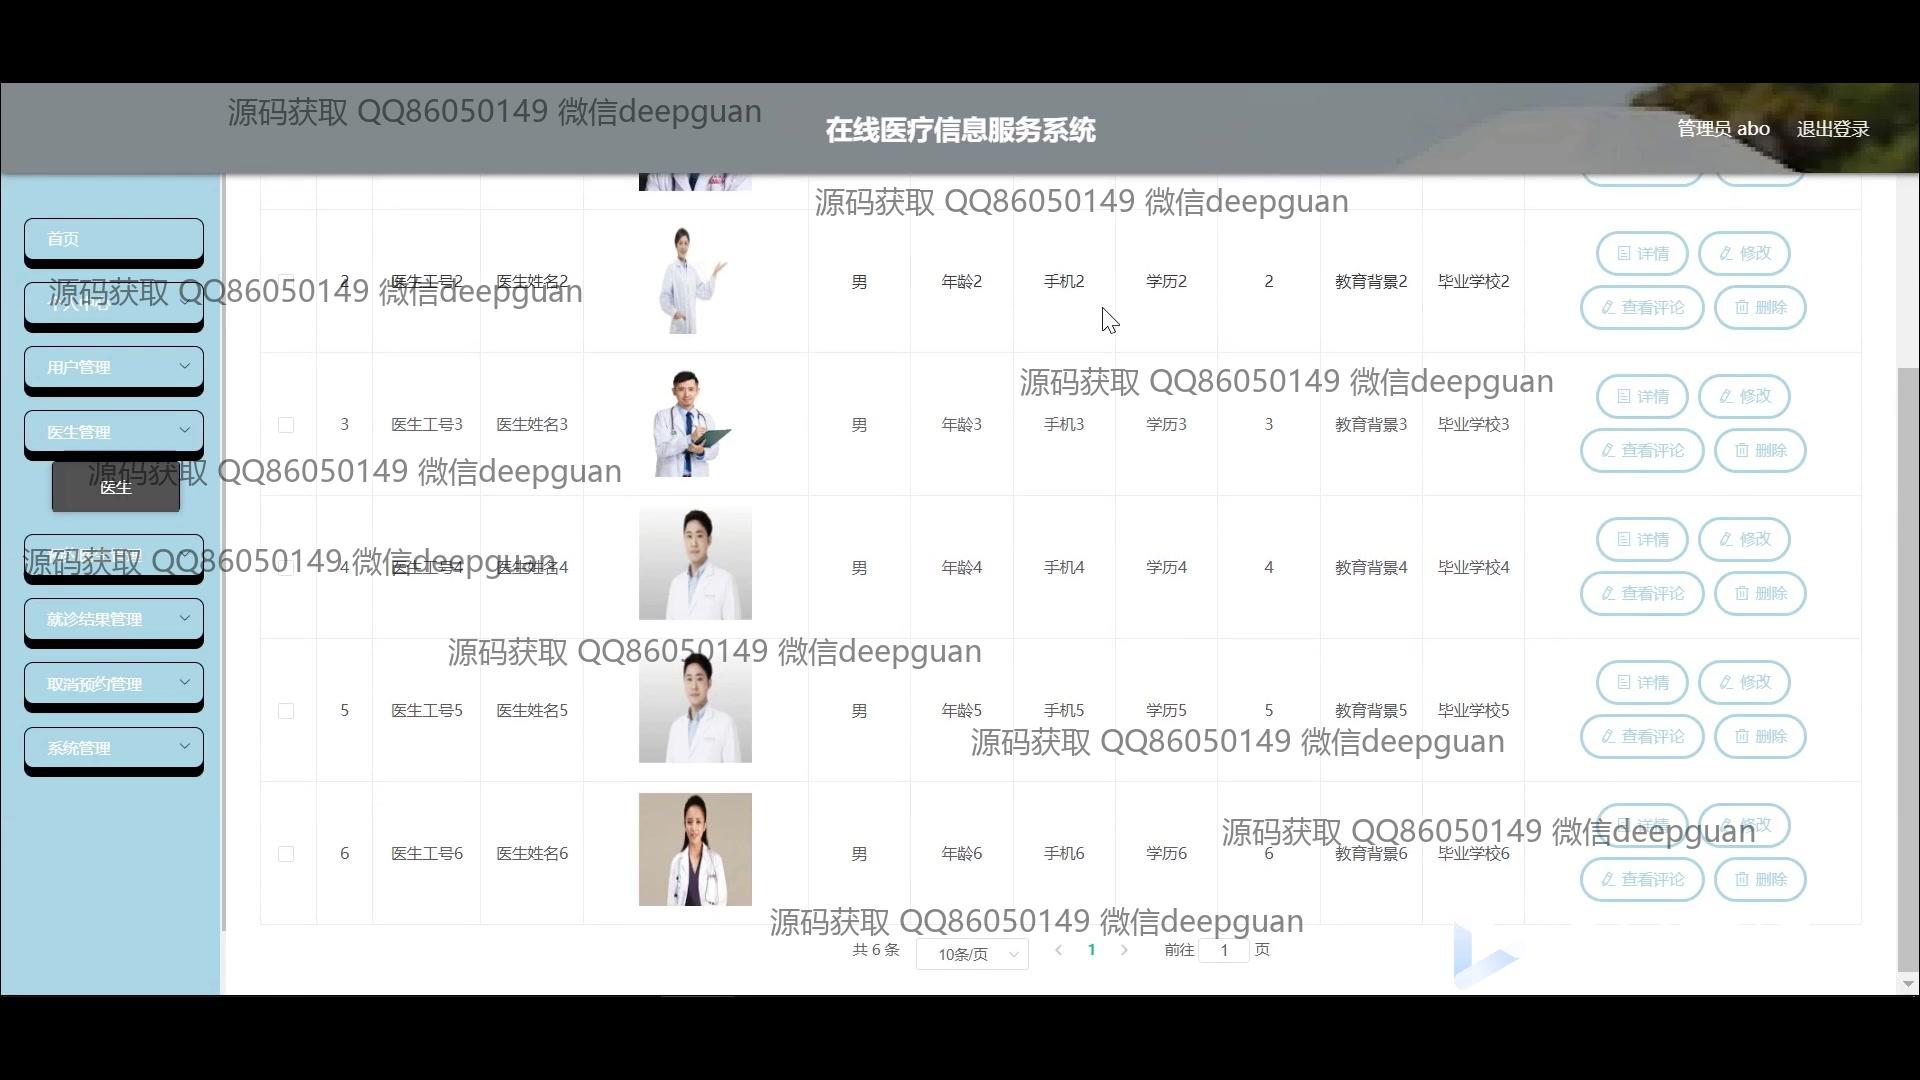 源码获取 QQ86050149 微信deepguan
在线医疗信息服务系统
管理员 abo 退出登录
源码获取 QQ86050149 微信deepguan
首页
2 医生工号2 医生姓名2 男 年龄2 手机2 学历2 2 教育背景2 毕业学校2 详情 修改
源码获取 QQ86050149 微信deepguan
个人中心
查看评论 删除
用户管理
源码获取 QQ86050149 微信deepguan
3 医生工号3 医生姓名3 男 年龄3 手机3 学历3 3 教育背景3 毕业学校3 详情 修改
医生管理
查看评论 删除
源码获取 QQ86050149 微信deepguan
医生
源码获取 QQ86050149 微信deepguan
4 医生工号4 医生姓名4 男 年龄4 手机4 学历4 4 教育背景4 毕业学校4 详情 修改
查看评论 删除
就诊结果管理
源码获取 QQ86050149 微信deepguan
取消预约管理
5 医生工号5 医生姓名5 男 年龄5 手机5 学历5 5 教育背景5 毕业学校5 详情 修改
查看评论 删除
源码获取 QQ86050149 微信deepguan
系统管理
源码获取 QQ86050149 微信deepguan
6 医生工号6 医生姓名6 男 年龄6 手机6 学历6 6 教育背景6 毕业学校6 详情 修改
查看评论 删除
源码获取 QQ86050149 微信deepguan
共 6 条 10条/页 1 前往 1 页